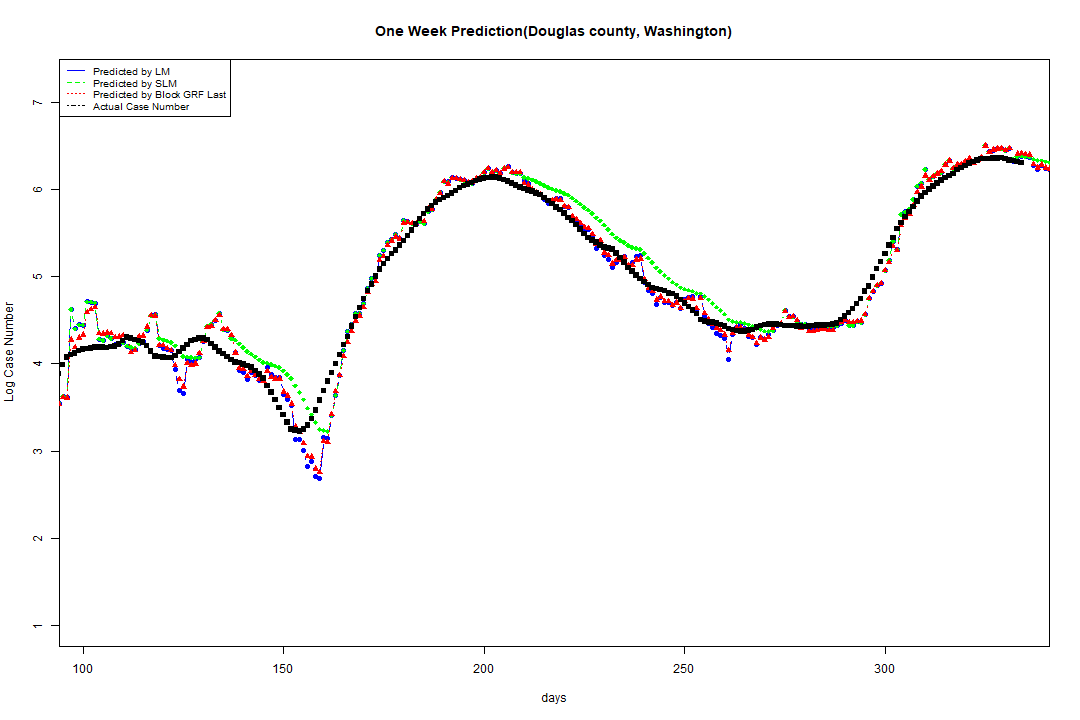 One Week Prediction(Douglas county, Washington)
Predicted by LM
Predicted by SLM
Predicted by Block GRF Last
Actual Case Number
7
6
5
4
3
2
1
Log Case Number
100 150 200 250 300
days